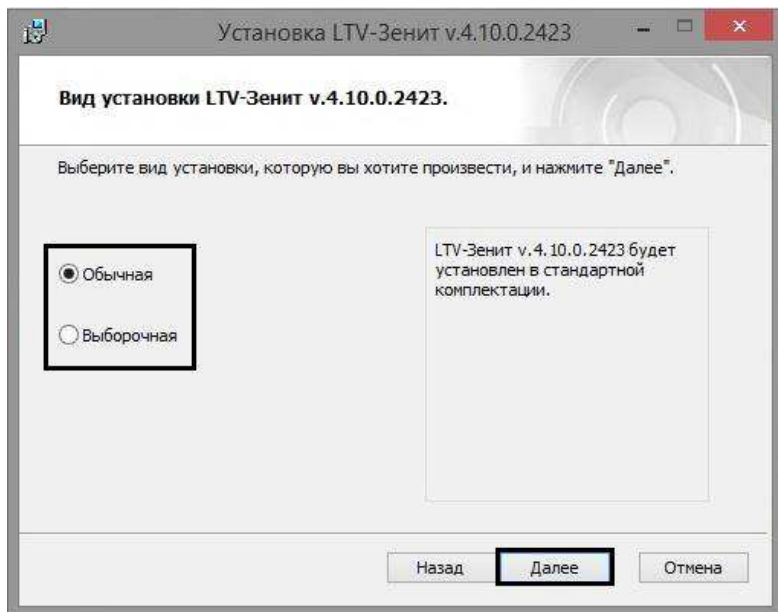 Установка LTV-Зенит v.4.10.0.2423
Вид установки LTV-Зенит v.4.10.0.2423.
Выберите вид установки, которую вы хотите произвести, и нажмите "Далее".
Обычная
Выборочная
LTV-Зенит v.4.10.0.2423 будет
установлен в стандартной
комплектации.
Назад
Далее
Отмена